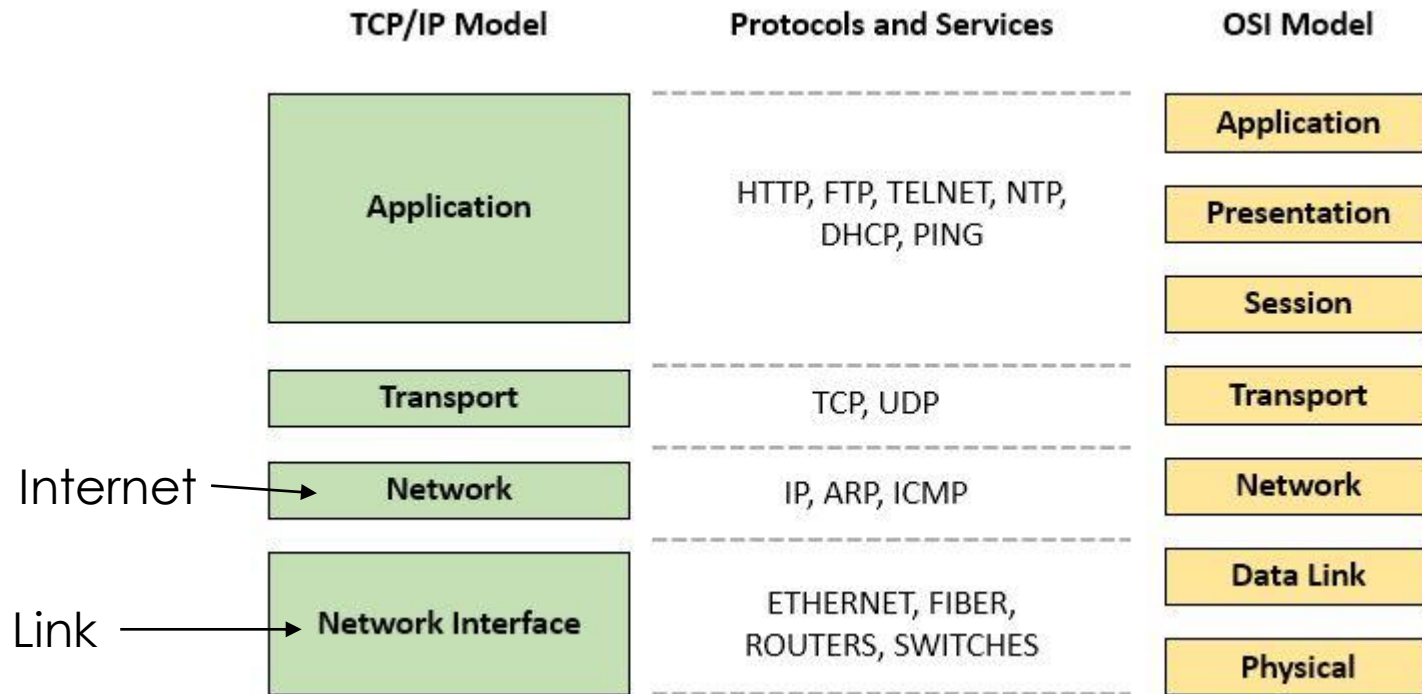 TCP/IP Model
Protocols and Services
OSI Model
Application
HTTP, FTP, TELNET, NTP,
DHCP, PING
Application
Presentation
Session
Transport
TCP, UDP
Transport
Internet
Network
IP, ARP, ICMP
Network
Link
Network Interface
ETHERNET, FIBER,
ROUTERS, SWITCHES
Data Link
Physical